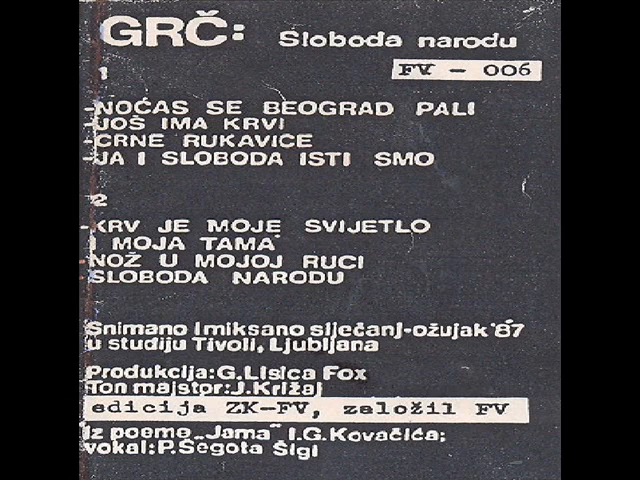 GRČ: Sloboda narodu
FV - 006
1
-NOĆAS SE BEOGRAD PALI
-JOŠ IMA KRVI
-CRNE RUKAVICE
-JA I SLOBODA ISTI SMO
2
-KRV JE MOJE SVIJETLO
I MOJA TAMA
-NOŽ U MOJOJ RUCI
-SLOBODA NARODU
Snimano i miksano siječanj-ožujak '87
u studiju Tivoli, Ljubljana
Produkcija: G. Lisica Fox
Ton majstor: J. Križaj
edicija ZK-FV, založil FV
Iz poeme „Jama" I.G. Kovačića;
vokal: P. Šegota Šigi